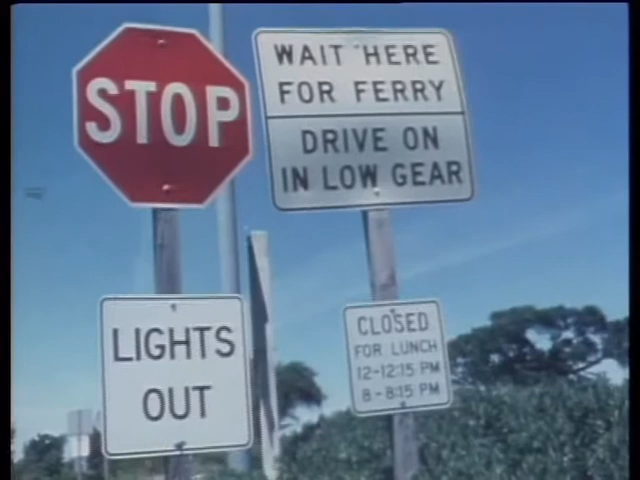 STOP
WAIT HERE
FOR FERRY
DRIVE ON
IN LOW GEAR
LIGHTS
OUT
CLOSED
FOR LUNCH
12-12:15 PM
8-8:15 PM